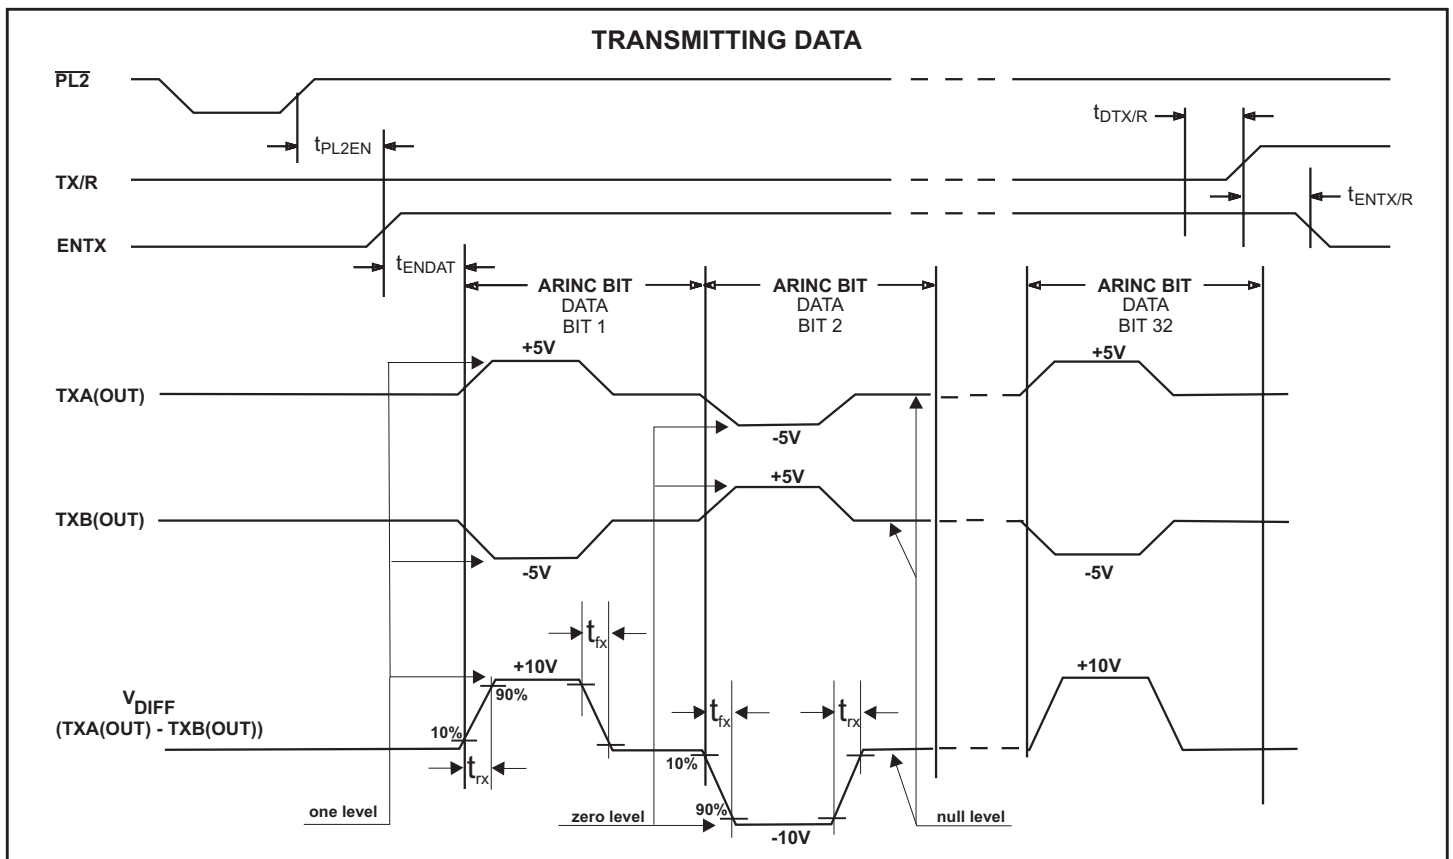 TRANSMITTING DATA
PL2
tDTX/R
tPL2EN
TX/R
tENTX/R
ENTX
tENDAT
ARINC BIT
DATA
BIT 1
ARINC BIT
DATA
BIT 2
ARINC BIT
DATA
BIT 32
+5V
+5V
TXA(OUT)
-5V
+5V
TXB(OUT)
-5V
-5V
tfx
+10V
+10V
90%
VDIFF
(TXA(OUT) - TXB(OUT))
tfx
trx
10%
10%
trx
90%
one level
zero level
-10V
null level